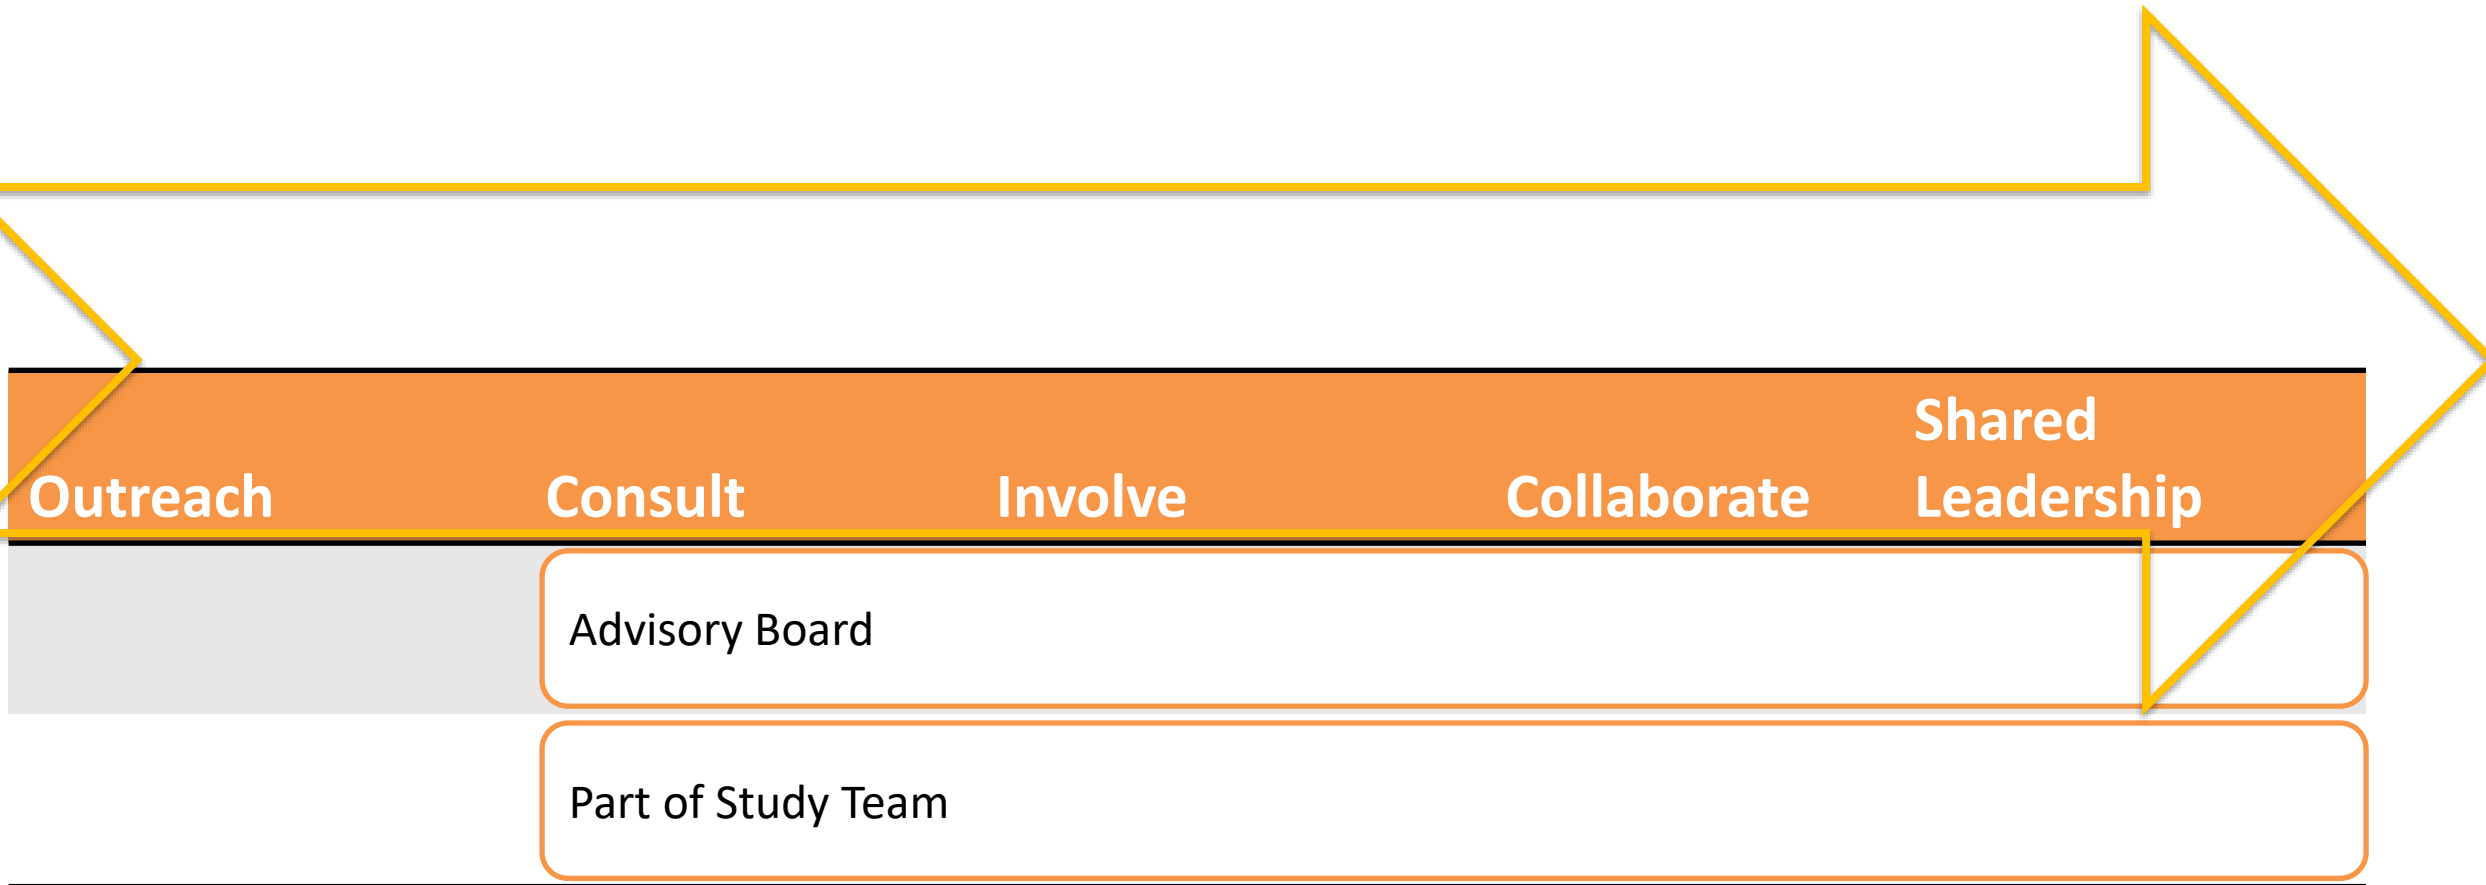 Outreach Consult Involve Collaborate Shared
Leadership
Advisory Board
Part of Study Team